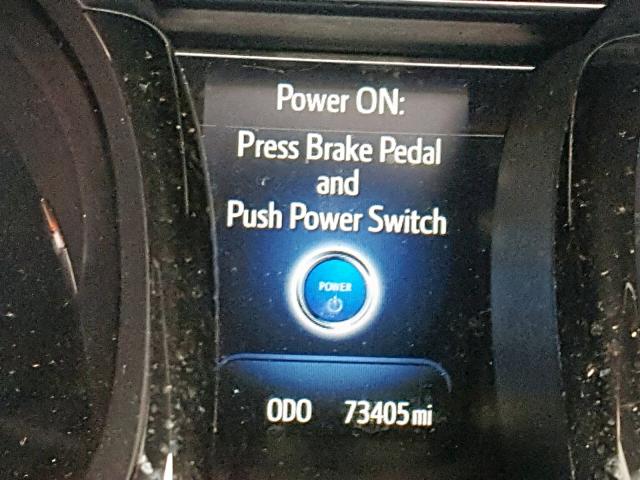 Power ON:
Press Brake Pedal
and
Push Power Switch
POWER
ODO 73405 mi